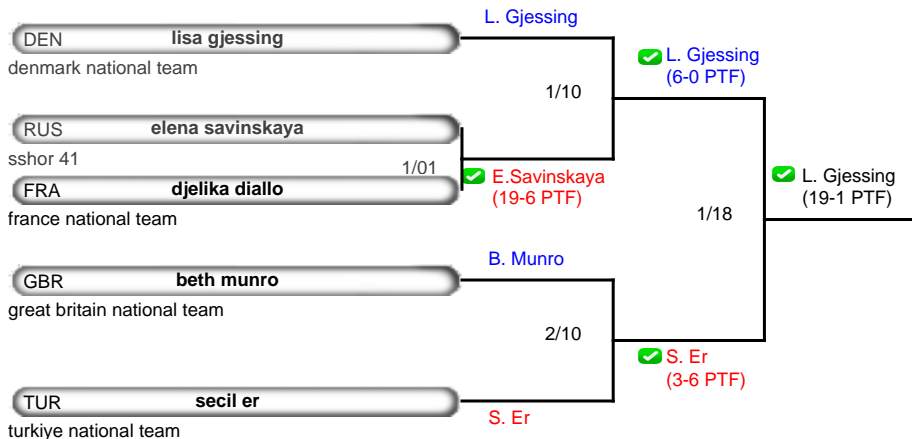 L. Gjessing
DEN lisa gjessing
denmark national team
L. Gjessing
(6-0 PTF)
1/10
RUS elena savinskaya
sshor 41
1/01
E.Savinskaya
(19-6 PTF)
FRA djelika diallo
france national team
L. Gjessing
(19-1 PTF)
1/18
B. Munro
GBR beth munro
great britain national team
2/10
S. Er
(3-6 PTF)
TUR secil er
turkiye national team
S. Er